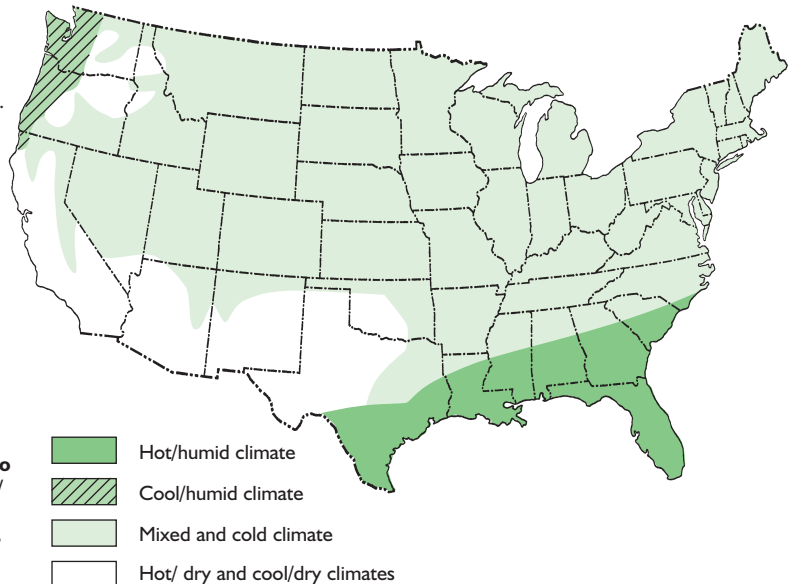 o
Hot/humid climate
Cool/humid climate
Mixed and cold climate
Hot/ dry and cool/dry climates